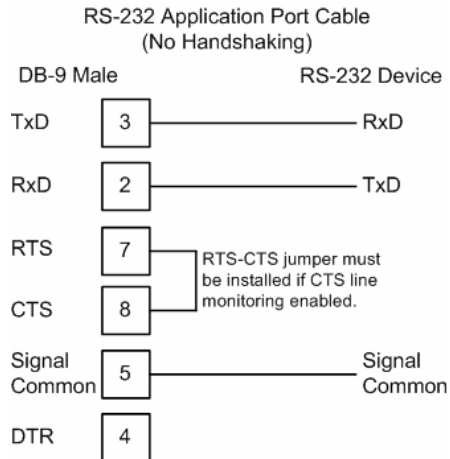 RS-232 Application Port Cable
(No Handshaking)
DB-9 Male
RS-232 Device
TxD
3
RxD
RxD
2
TxD
RTS
7
RTS-CTS jumper must
be installed if CTS line
monitoring enabled.
CTS
8
Signal
Common
5
Signal
Common
DTR
4